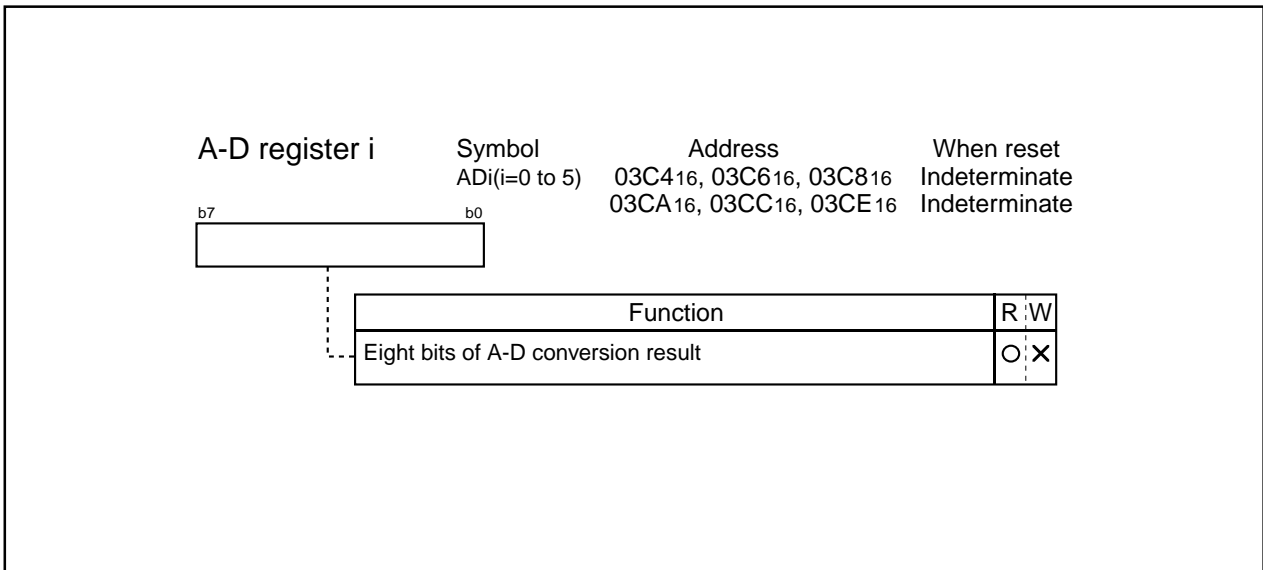 A-D register i Symbol Address When reset
ADi(i=0 to 5) 03C416, 03C616, 03C816 Indeterminate
03CA16, 03CC16, 03CE16 Indeterminate
b7 b0
Function R W
Eight bits of A-D conversion result O X